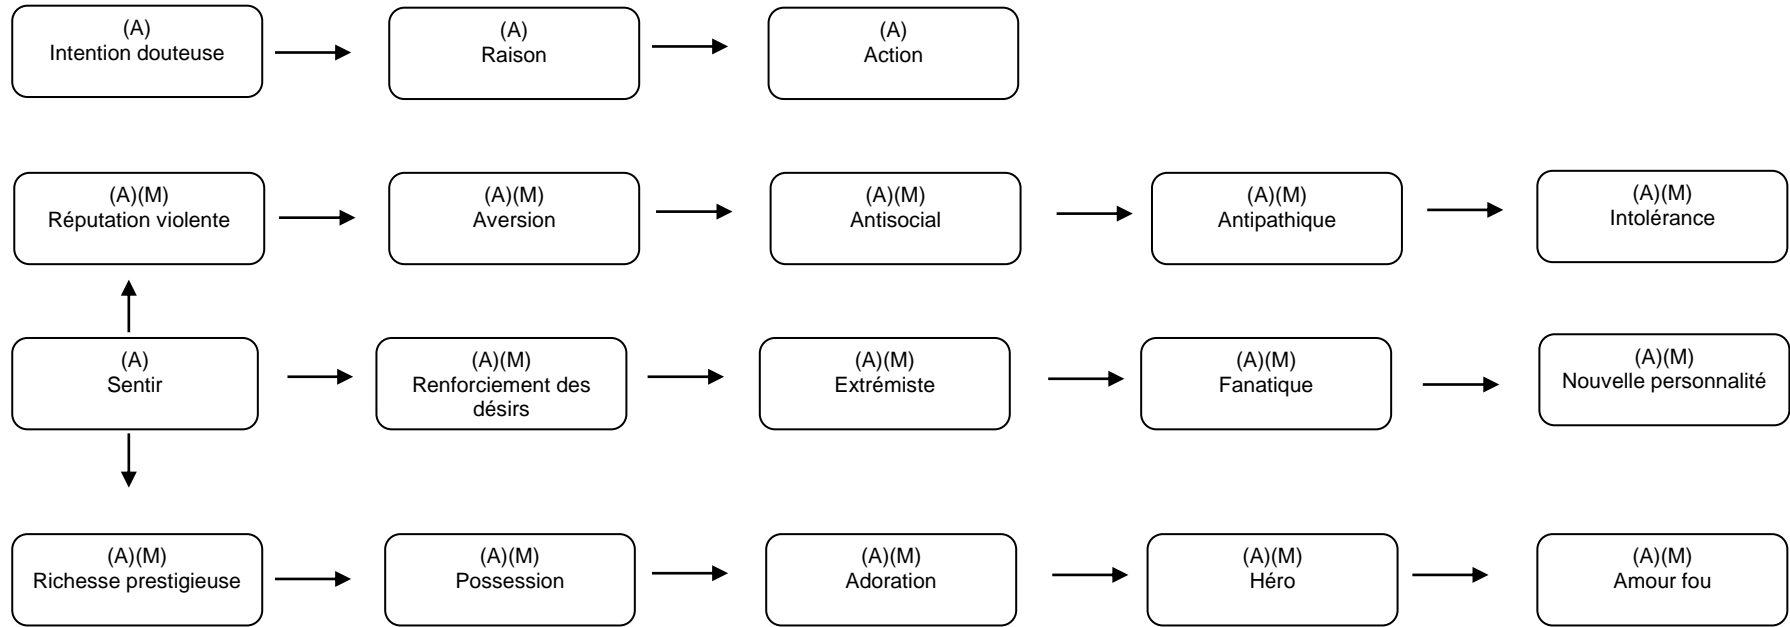 (A)
Intention douteuse
(A)
Raison
(A)
Action
(A)(M)
Réputation violente
(A)(M)
Aversion
(A)(M)
Antisocial
(A)(M)
Antipathique
(A)(M)
Intolérance
(A)
Sentir
(A)(M)
Renforciement des
désirs
(A)(M)
Extrémiste
(A)(M)
Fanatique
(A)(M)
Nouvelle personnalité
(A)(M)
Richesse prestigieuse
(A)(M)
Possession
(A)(M)
Adoration
(A)(M)
Héro
(A)(M)
Amour fou